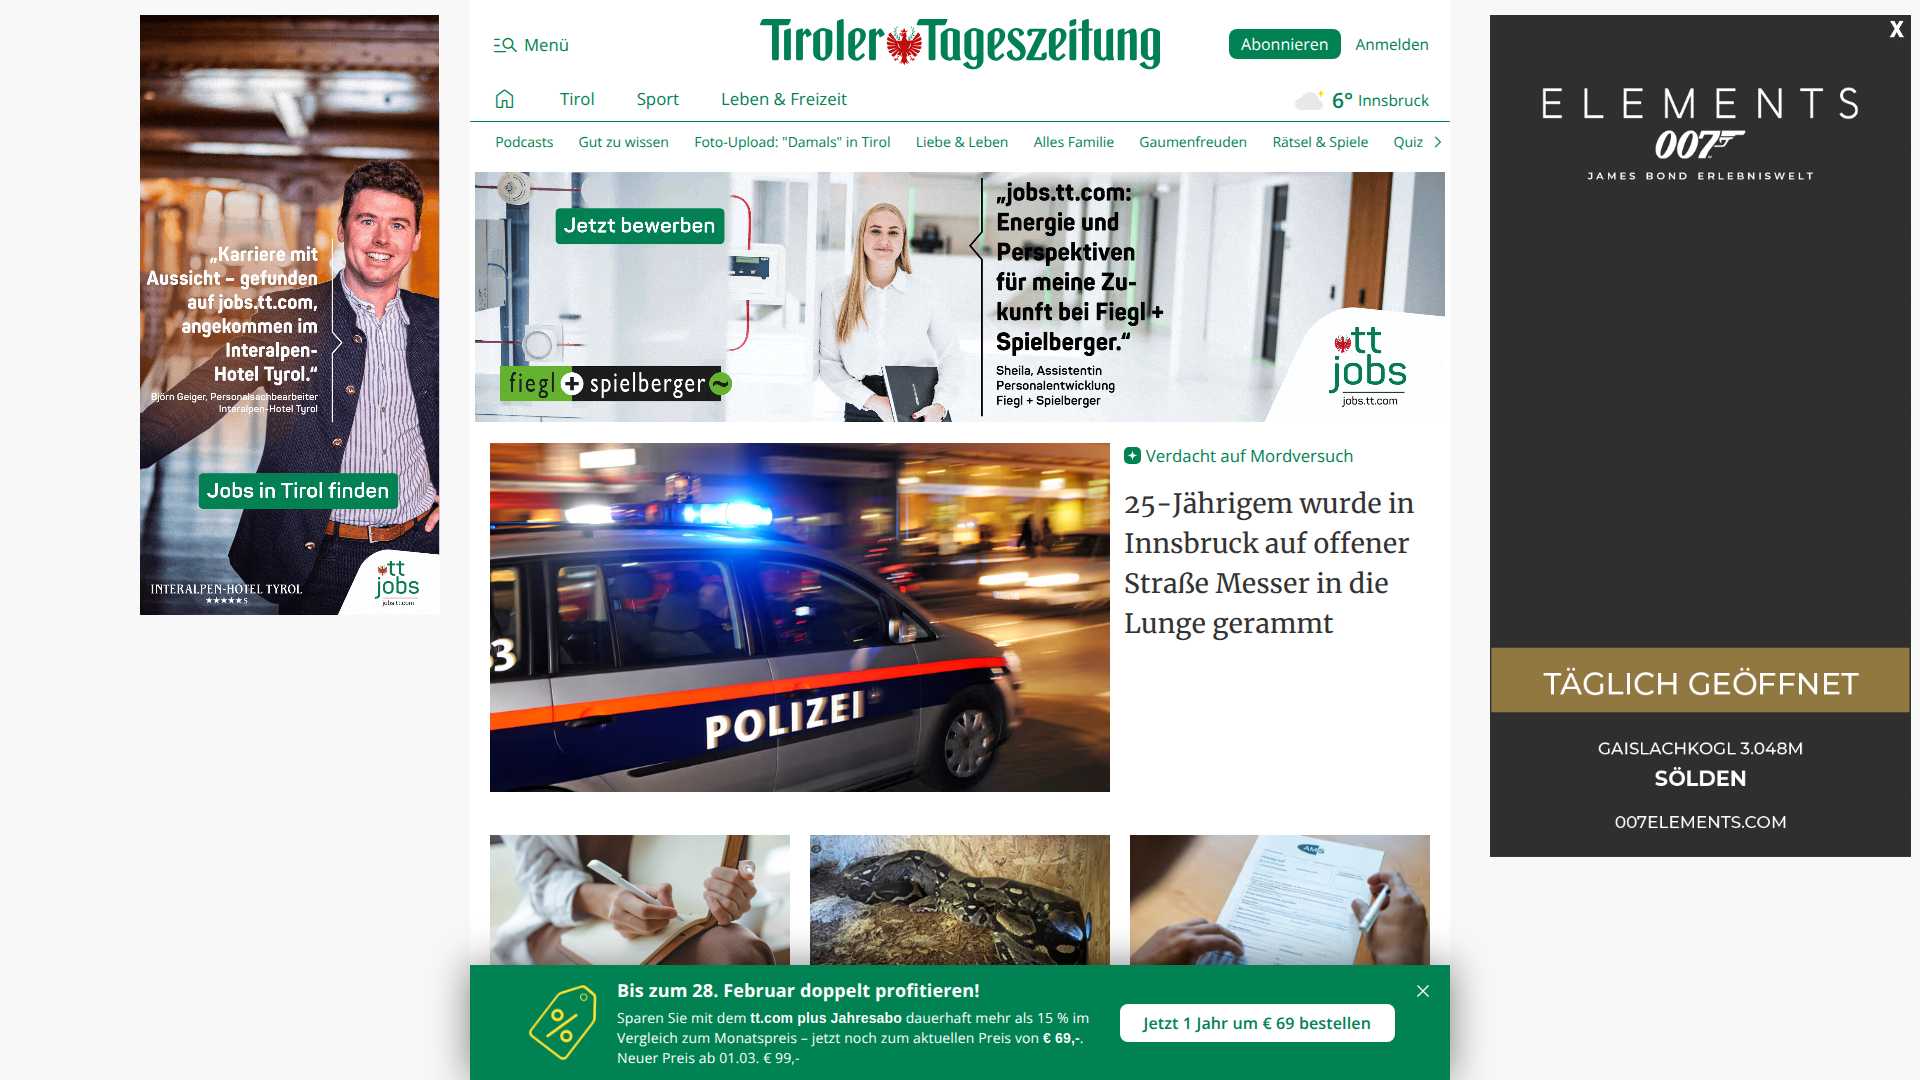 Menü
Tiroler Tageszeitung
Abonnieren
Anmelden
Tirol
Sport
Leben & Freizeit
6° Innsbruck
Podcasts
Gut zu wissen
Foto-Upload: "Damals" in Tirol
Liebe & Leben
Alles Familie
Gaumenfreuden
Rätsel & Spiele
Quiz
„Karriere mit
Aussicht – gefunden
auf jobs.tt.com,
angekommen im
Interalpen-
Hotel Tyrol.“
Björn Geiger, Personalsachbearbeiter
Interalpen-Hotel Tyrol
Jobs in Tirol finden
INTERALPEN-HOTEL TYROL
★★★★★S
tt
jobs
jobs.tt.com
Jetzt bewerben
fiegl + spielberger ~
„jobs.tt.com:
Energie und
Perspektiven
für meine Zu-
kunft bei Fiegl +
Spielberger.“
Sheila, Assistentin
Personalentwicklung
Fiegl + Spielberger
tt
jobs
jobs.tt.com
X
ELEMENTS
007
JAMES BOND ERLEBNISWELT
TÄGLICH GEÖFFNET
GAISLACHKOGL 3.048M
SÖLDEN
007ELEMENTS.COM
3
POLIZEI
Verdacht auf Mordversuch
25-Jährigem wurde in
Innsbruck auf offener
Straße Messer in die
Lunge gerammt
AMS
Bis zum 28. Februar doppelt profitieren!
Sparen Sie mit dem tt.com plus Jahresabo dauerhaft mehr als 15 % im
Vergleich zum Monatspreis – jetzt noch zum aktuellen Preis von € 69,-.
Neuer Preis ab 01.03. € 99,-
Jetzt 1 Jahr um € 69 bestellen